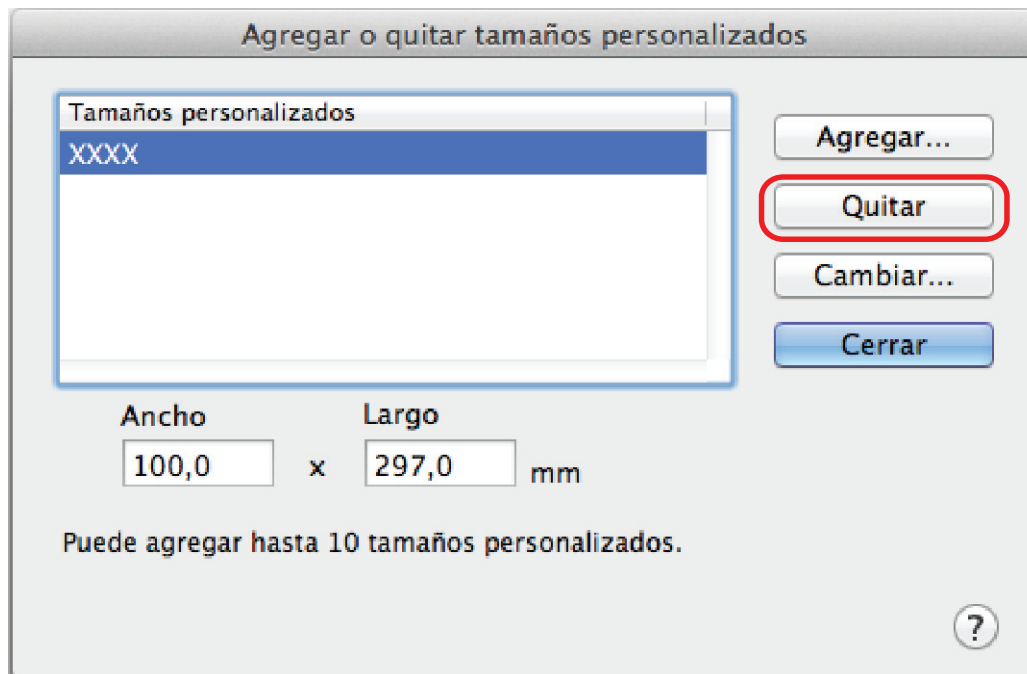 Agregar o quitar tamaños personalizados
Tamaños personalizados
XXXX
Agregar...
Quitar
Cambiar...
Cerrar
Ancho
Largo
100,0
x
297,0
mm
Puede agregar hasta 10 tamaños personalizados.
?